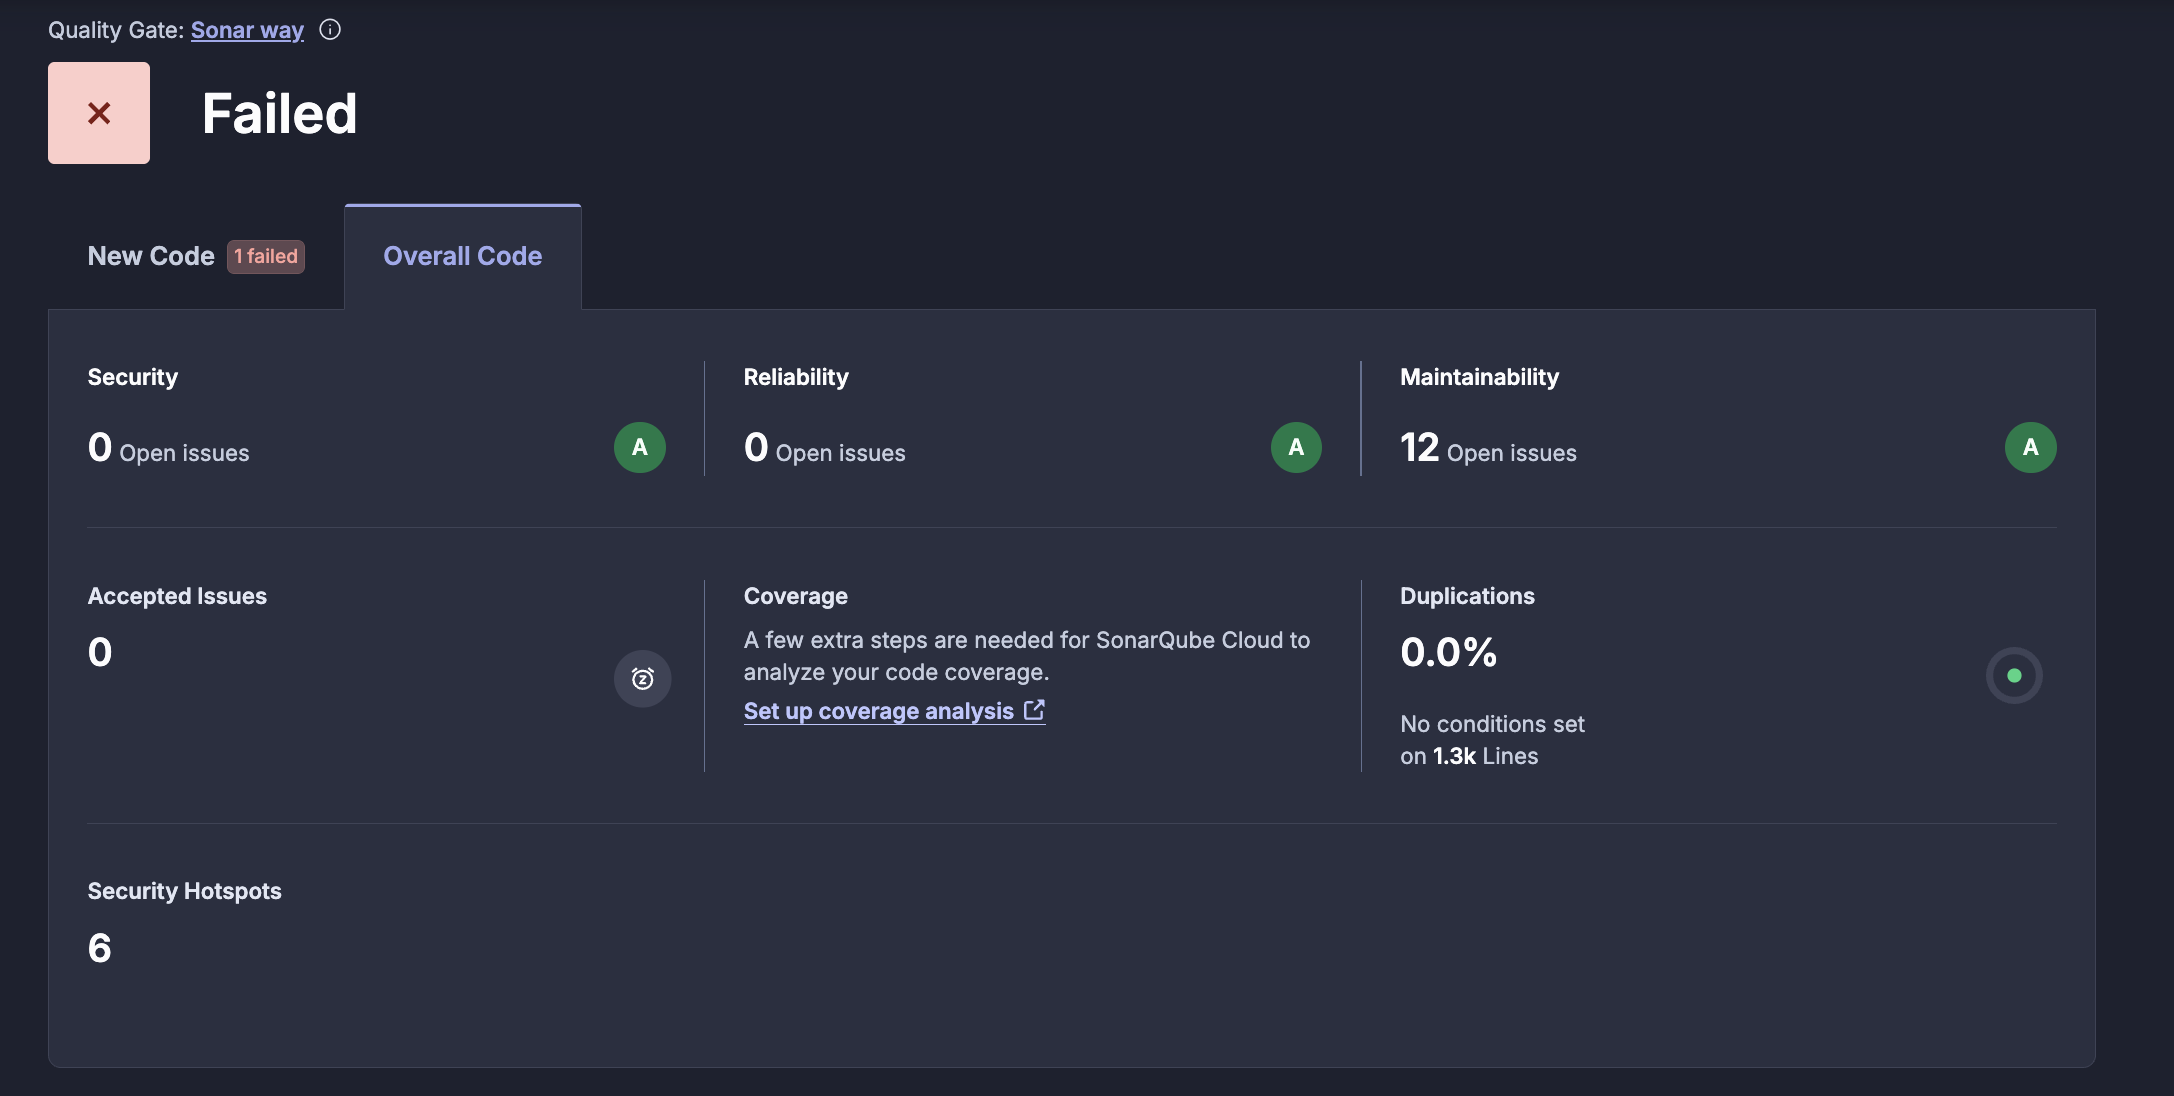 Quality Gate: Sonar way
Failed
New Code 1 failed
Overall Code
Security
0 Open issues
A
Reliability
0 Open issues
A
Maintainability
12 Open issues
A
Accepted Issues
0
Coverage
A few extra steps are needed for SonarQube Cloud to
analyze your code coverage.
Set up coverage analysis
Duplications
0.0%
No conditions set
on 1.3k Lines
Security Hotspots
6